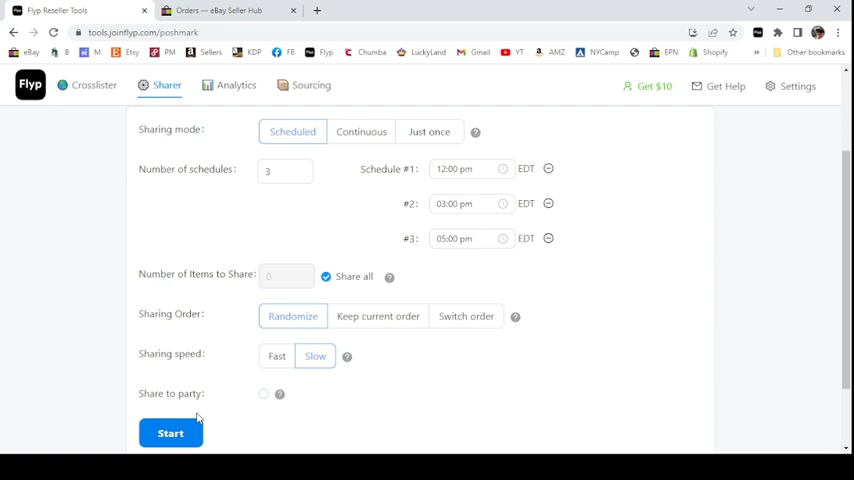 Flyp Reseller Tools
Orders — eBay Seller Hub
tools.joinflyp.com/poshmark
eBay B M Etsy PM Sellers KDP FB Flyp Chumba LuckyLand Gmail YT AMZ NYCamp EPN Shopify » Other bookmarks
Flyp Crosslister Sharer Analytics Sourcing Get $10 Get Help Settings
Sharing mode: Scheduled Continuous Just once ?
Number of schedules: 3 Schedule #1: 12:00 pm EDT
#2: 03:00 pm EDT
#3: 05:00 pm EDT
Number of Items to Share: 0 Share all ?
Sharing Order: Randomize Keep current order Switch order ?
Sharing speed: Fast Slow ?
Share to party: ?
Start